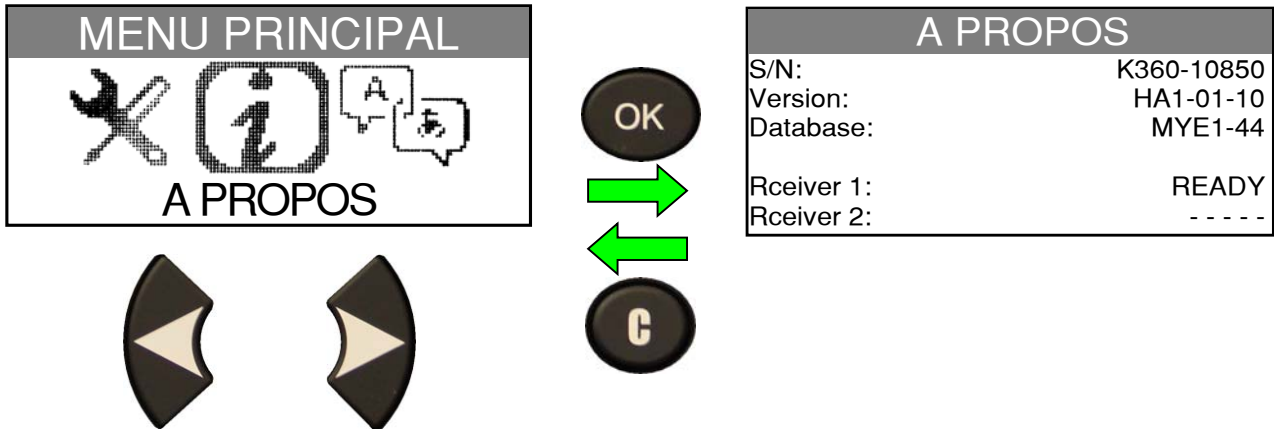 MENU PRINCIPAL
A
A PROPOS
OK
C
A PROPOS
S/N: K360-10850
Version: HA1-01-10
Database: MYE1-44
Rceiver 1: READY
Rceiver 2: - - - - -